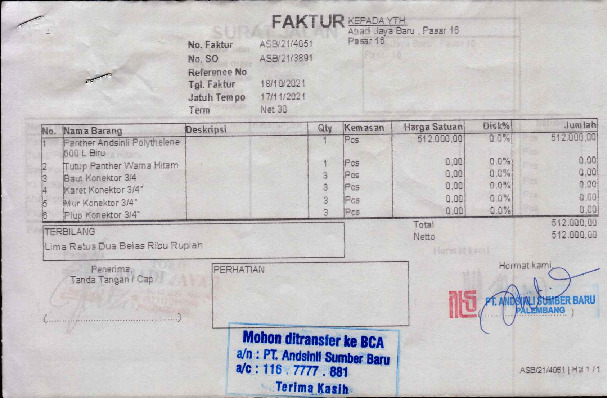 FAKTUR
KEPADA YTH.
Abadi Jaya Baru, Pasar 16
Pasar 16
No. Faktur ASB/21/4051
No. SO ASB/21/3891
Reference No
Tgl. Faktur 18/10/2021
Jatuh Tempo 17/11/2021
Term Net 30
No. Nama Barang Deskripsi Qty Kemasan Harga Satuan Disk% Jumlah
1 Panther Andsinli Polythelene 1 Pcs 512.000,00 0.0% 512.000,00
500 L Biru
2 Tutup Panther Warna Hitam 1 Pcs 0,00 0.0% 0,00
3 Baut Konektor 3/4 3 Pcs 0,00 0.0% 0,00
4 Karet Konektor 3/4" 3 Pcs 0,00 0.0% 0,00
5 Mur Konektor 3/4" 3 Pcs 0,00 0.0% 0,00
6 Plup Konektor 3/4" 3 Pcs 0,00 0.0% 0,00
Total 512.000,00
Netto 512.000,00
TERBILANG
Lima Ratus Dua Belas Ribu Rupiah
Penerima,
Tanda Tangan / Cap
PERHATIAN
Hormat kami
PT. ANDSINLI SUMBER BARU
PALEMBANG
Mohon ditransfer ke BCA
a/n : PT. Andsinli Sumber Baru
a/c : 116 . 7777 . 881
Terima Kasih
ASB/21/4051 | Hal 1 / 1